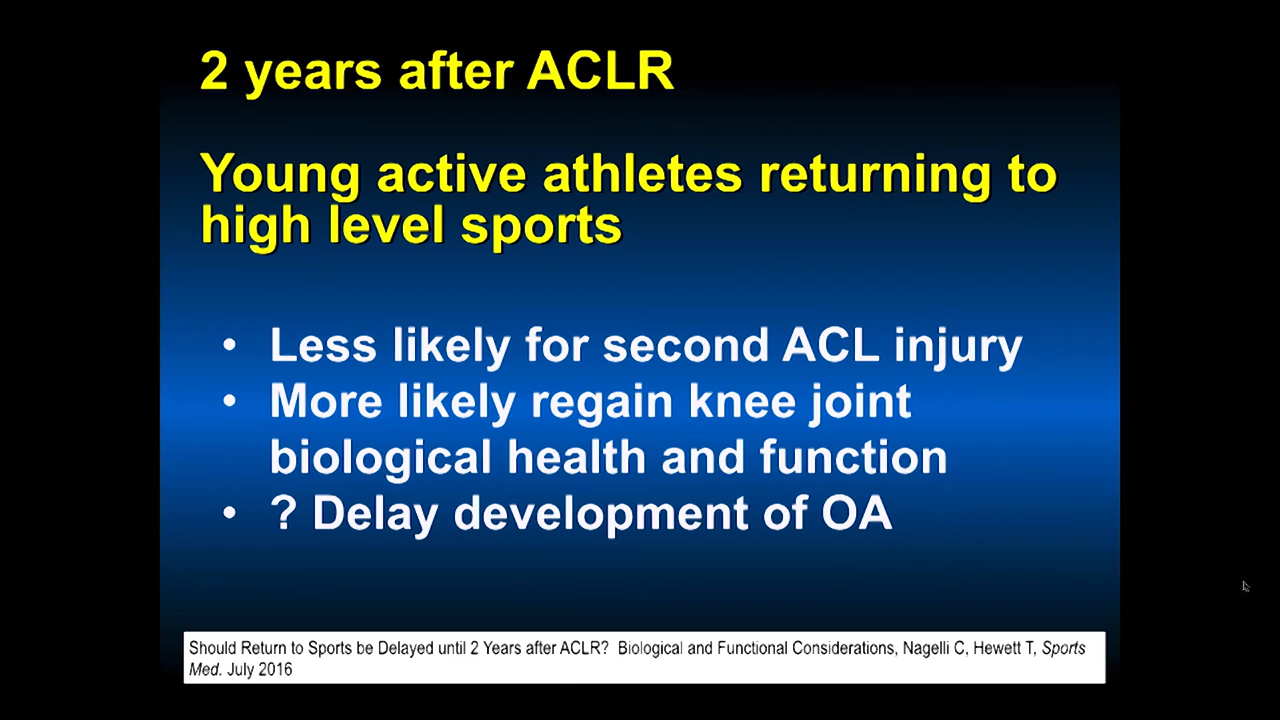 2 years after ACLR
Young active athletes returning to
high level sports
• Less likely for second ACL injury
• More likely regain knee joint
biological health and function
• ? Delay development of OA
Should Return to Sports be Delayed until 2 Years after ACLR?  Biological and Functional Considerations, Nagelli C, Hewett T, Sports
Med. July 2016